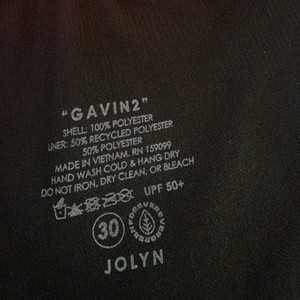 "GAVIN2"
SHELL: 100% POLYESTER
LINER: 50% RECYCLED POLYESTER
50% POLYESTER
MADE IN VIETNAM, RN 159099
HAND WASH COLD & HANG DRY
DO NOT IRON, DRY CLEAN, OR BLEACH
UPF 50+
30
FOREVEREVERGREEN
JOLYN